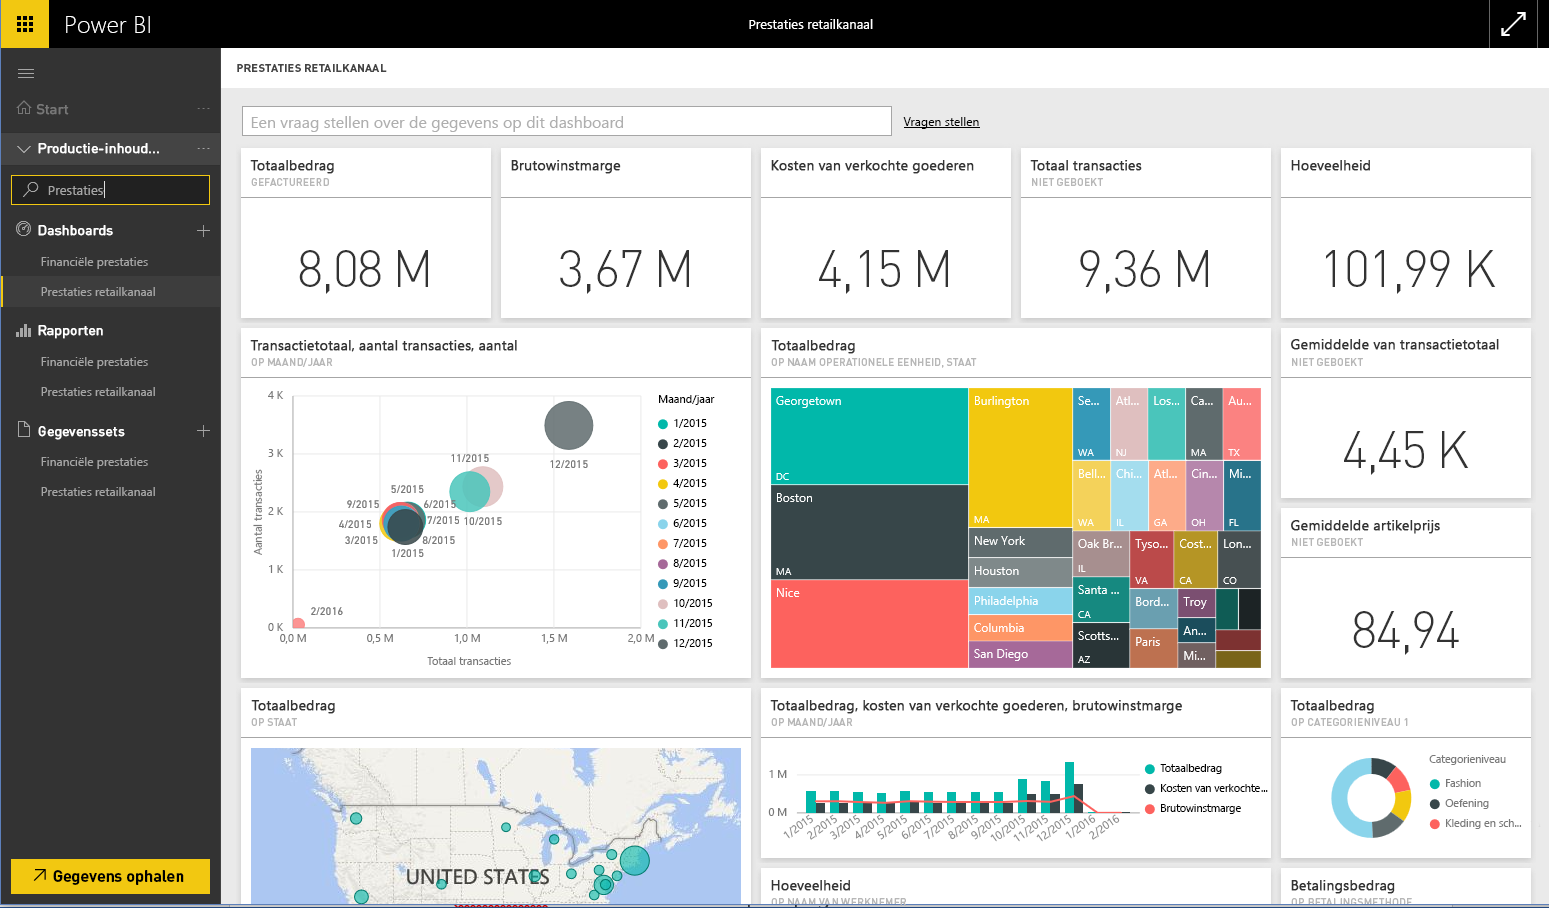 Power BI
Prestaties retailkanaal
PRESTATIES RETAILKANAAL
Start
Productie-inhoud...
Prestaties
Dashboards
Financiële prestaties
Prestaties retailkanaal
Rapporten
Financiële prestaties
Prestaties retailkanaal
Gegevenssets
Financiële prestaties
Prestaties retailkanaal
Gegevens ophalen
Een vraag stellen over de gegevens op dit dashboard
Vragen stellen
Totaalbedrag
GEFACTUREERD
8,08 M
Brutowinstmarge
3,67 M
Kosten van verkochte goederen
4,15 M
Totaal transacties
NIET GEBOEKT
9,36 M
Hoeveelheid
101,99 K
Transactietotaal, aantal transacties, aantal
OP MAAND/JAAR
Aantal transacties
4 K
3 K
2 K
1 K
0 K
0,0 M
0,5 M
1,0 M
1,5 M
2,0 M
Totaal transacties
12/2015
11/2015
10/2015
5/2015
9/2015
6/2015
4/2015
7/2015
3/2015
8/2015
1/2015
2/2016
Maand/jaar
1/2015
2/2015
3/2015
4/2015
5/2015
6/2015
7/2015
8/2015
9/2015
10/2015
11/2015
12/2015
Totaalbedrag
OP NAAM OPERATIONELE EENHEID, STAAT
Georgetown
DC
Boston
MA
Nice
Burlington
MA
New York
Houston
Philadelphia
Columbia
San Diego
Se...
WA
Atl...
NJ
Los...
Ca...
MA
Au...
TX
Bell...
WA
Chi...
IL
Atl...
GA
Cin...
OH
Mi...
FL
Oak Br...
IL
Tyso...
VA
Cost...
CA
Lon...
CO
Santa ...
CA
Scotts...
AZ
Bord...
Paris
Troy
An...
Mi...
Gemiddelde van transactietotaal
NIET GEBOEKT
4,45 K
Gemiddelde artikelprijs
NIET GEBOEKT
84,94
Totaalbedrag
OP STAAT
UNITED STATES
Totaalbedrag, kosten van verkochte goederen, brutowinstmarge
OP MAAND/JAAR
1 M
0 M
1/2015
2/2015
3/2015
4/2015
5/2015
6/2015
7/2015
8/2015
9/2015
10/2015
11/2015
12/2015
1/2016
2/2016
Totaalbedrag
Kosten van verkochte...
Brutowinstmarge
Totaalbedrag
OP CATEGORIENIVEAU 1
Categorieniveau
Fashion
Oefening
Kleding en sch...
Hoeveelheid
OP NAAM VAN WERKNEMER
Betalingsbedrag
OP BETALINGSMETHODE